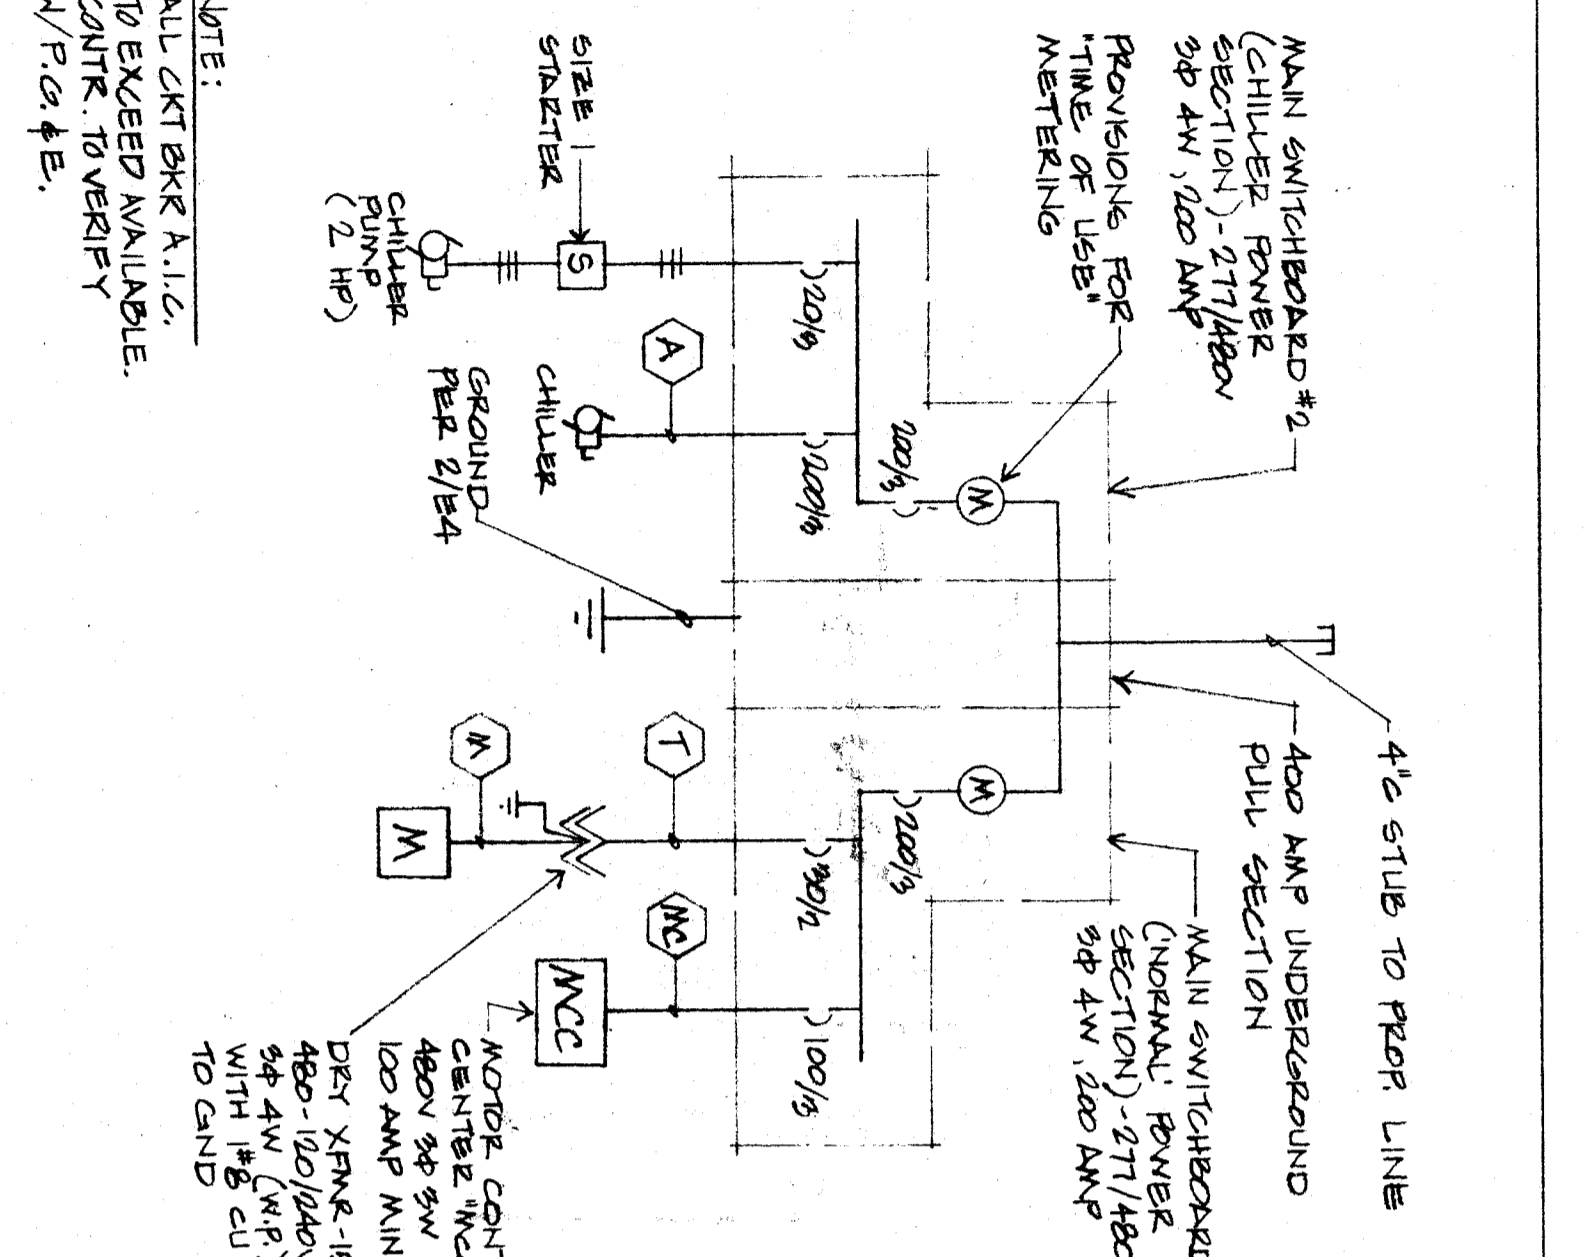 4"C STUB TO PROP. LINE
400 AMP UNDERGROUND
PULL SECTION
MAIN SWITCHBOARD #2
(CHILLER POWER
SECTION)-277/480V
3Φ 4W, 200 AMP
PROVISIONS FOR
"TIME OF USE"
METERING
MAIN SWITCHBOARD
('NORMAL' POWER
SECTION)-277/480
3Φ 4W, 200 AMP
M
M
200/3
200/3
20/3
200/3
30/2
100/3
SIZE 1
STARTER
S
A
T
MC
CHILLER
MCC
GROUND
PER 2/E4
CHILLER
PUMP
(2 HP)
M
M
MOTOR CONT
CENTER "MC
480V 3Φ 3W
100 AMP MIN
DRY XFMR-15
480-120/240V
3Φ 4W (W.P.)
WITH 1#8 CU
TO GND
NOTE:
ALL CKT BKR A.I.C.
TO EXCEED AVAILABLE.
CONTR. TO VERIFY
W/P.G.&E.